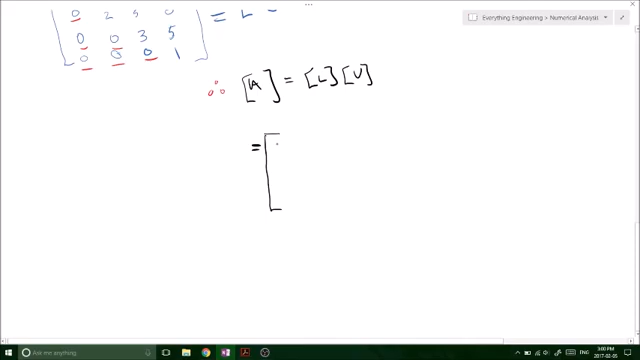 Everything Engineering > Numerical Analysis
0 2 5 0
0 0 3 5 = L
0 0 0 1
∴ [A] = [L][U]
= [
Ask me anything
3:00 PM
2017-02-05